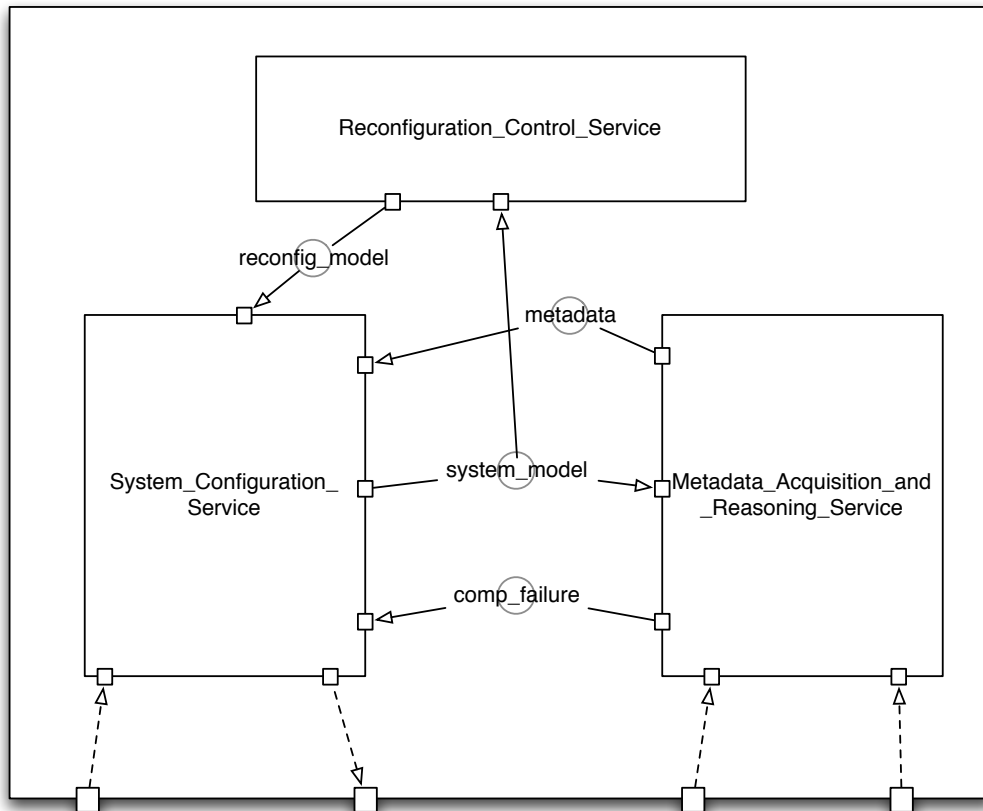 Reconfiguration_Control_Service
reconfig_model
metadata
System_Configuration_
Service
system_model
Metadata_Acquisition_and
_Reasoning_Service
comp_failure